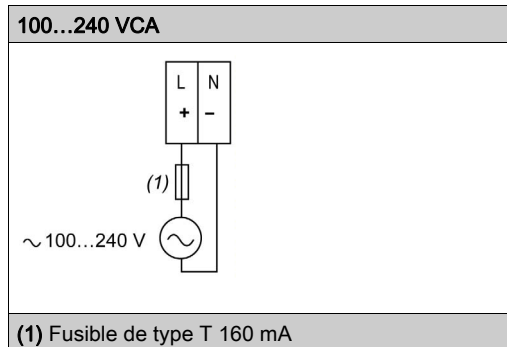 100...240 VCA
L N
+ −
(1)
∼ 100...240 V
(1) Fusible de type T 160 mA